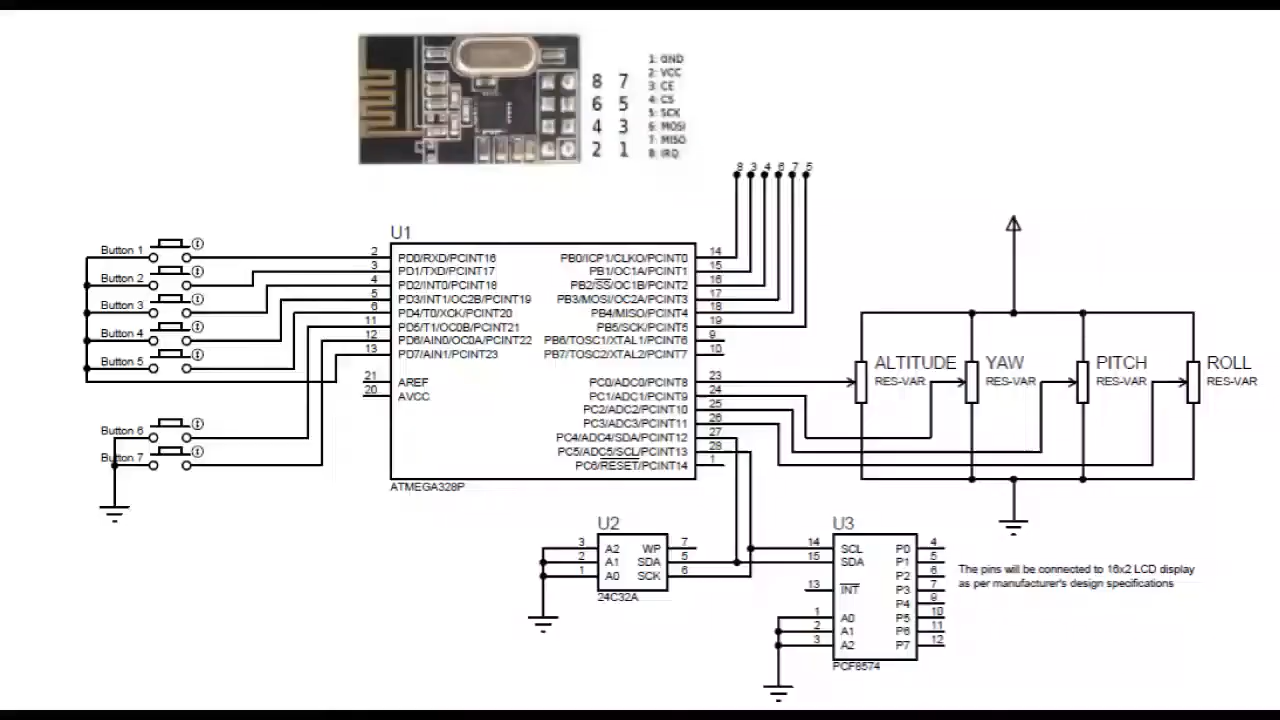 1: GND
2: VCC
3: CE
4: CS
5: SCK
6: MOSI
7: MISO
8: IRQ
8 7
6 5
4 3
2 1
8 3 4 6 7 5
U1
Button 1
Button 2
Button 3
Button 4
Button 5
Button 6
Button 7
2 PD0/RXD/PCINT16
3 PD1/TXD/PCINT17
4 PD2/INT0/PCINT18
5 PD3/INT1/OC2B/PCINT19
6 PD4/T0/XCK/PCINT20
11 PD5/T1/OC0B/PCINT21
12 PD6/AIN0/OC0A/PCINT22
13 PD7/AIN1/PCINT23
21 AREF
20 AVCC
PB0/ICP1/CLKO/PCINT0 14
PB1/OC1A/PCINT1 15
PB2/SS/OC1B/PCINT2 16
PB3/MOSI/OC2A/PCINT3 17
PB4/MISO/PCINT4 18
PB5/SCK/PCINT5 19
PB6/TOSC1/XTAL1/PCINT6 9
PB7/TOSC2/XTAL2/PCINT7 10
PC0/ADC0/PCINT8 23
PC1/ADC1/PCINT9 24
PC2/ADC2/PCINT10 25
PC3/ADC3/PCINT11 26
PC4/ADC4/SDA/PCINT12 27
PC5/ADC5/SCL/PCINT13 28
PC6/RESET/PCINT14 1
ATMEGA328P
ALTITUDE
RES-VAR
YAW
RES-VAR
PITCH
RES-VAR
ROLL
RES-VAR
U2
3 A2 WP 7
2 A1 SDA 5
1 A0 SCK 6
24C32A
U3
14 SCL P0 4
15 SDA P1 5
P2 6
13 INT P3 7
P4 9
1 A0 P5 10
2 A1 P6 11
3 A2 P7 12
PCF8574
The pins will be connected to 16x2 LCD display
as per manufacturer's design specifications